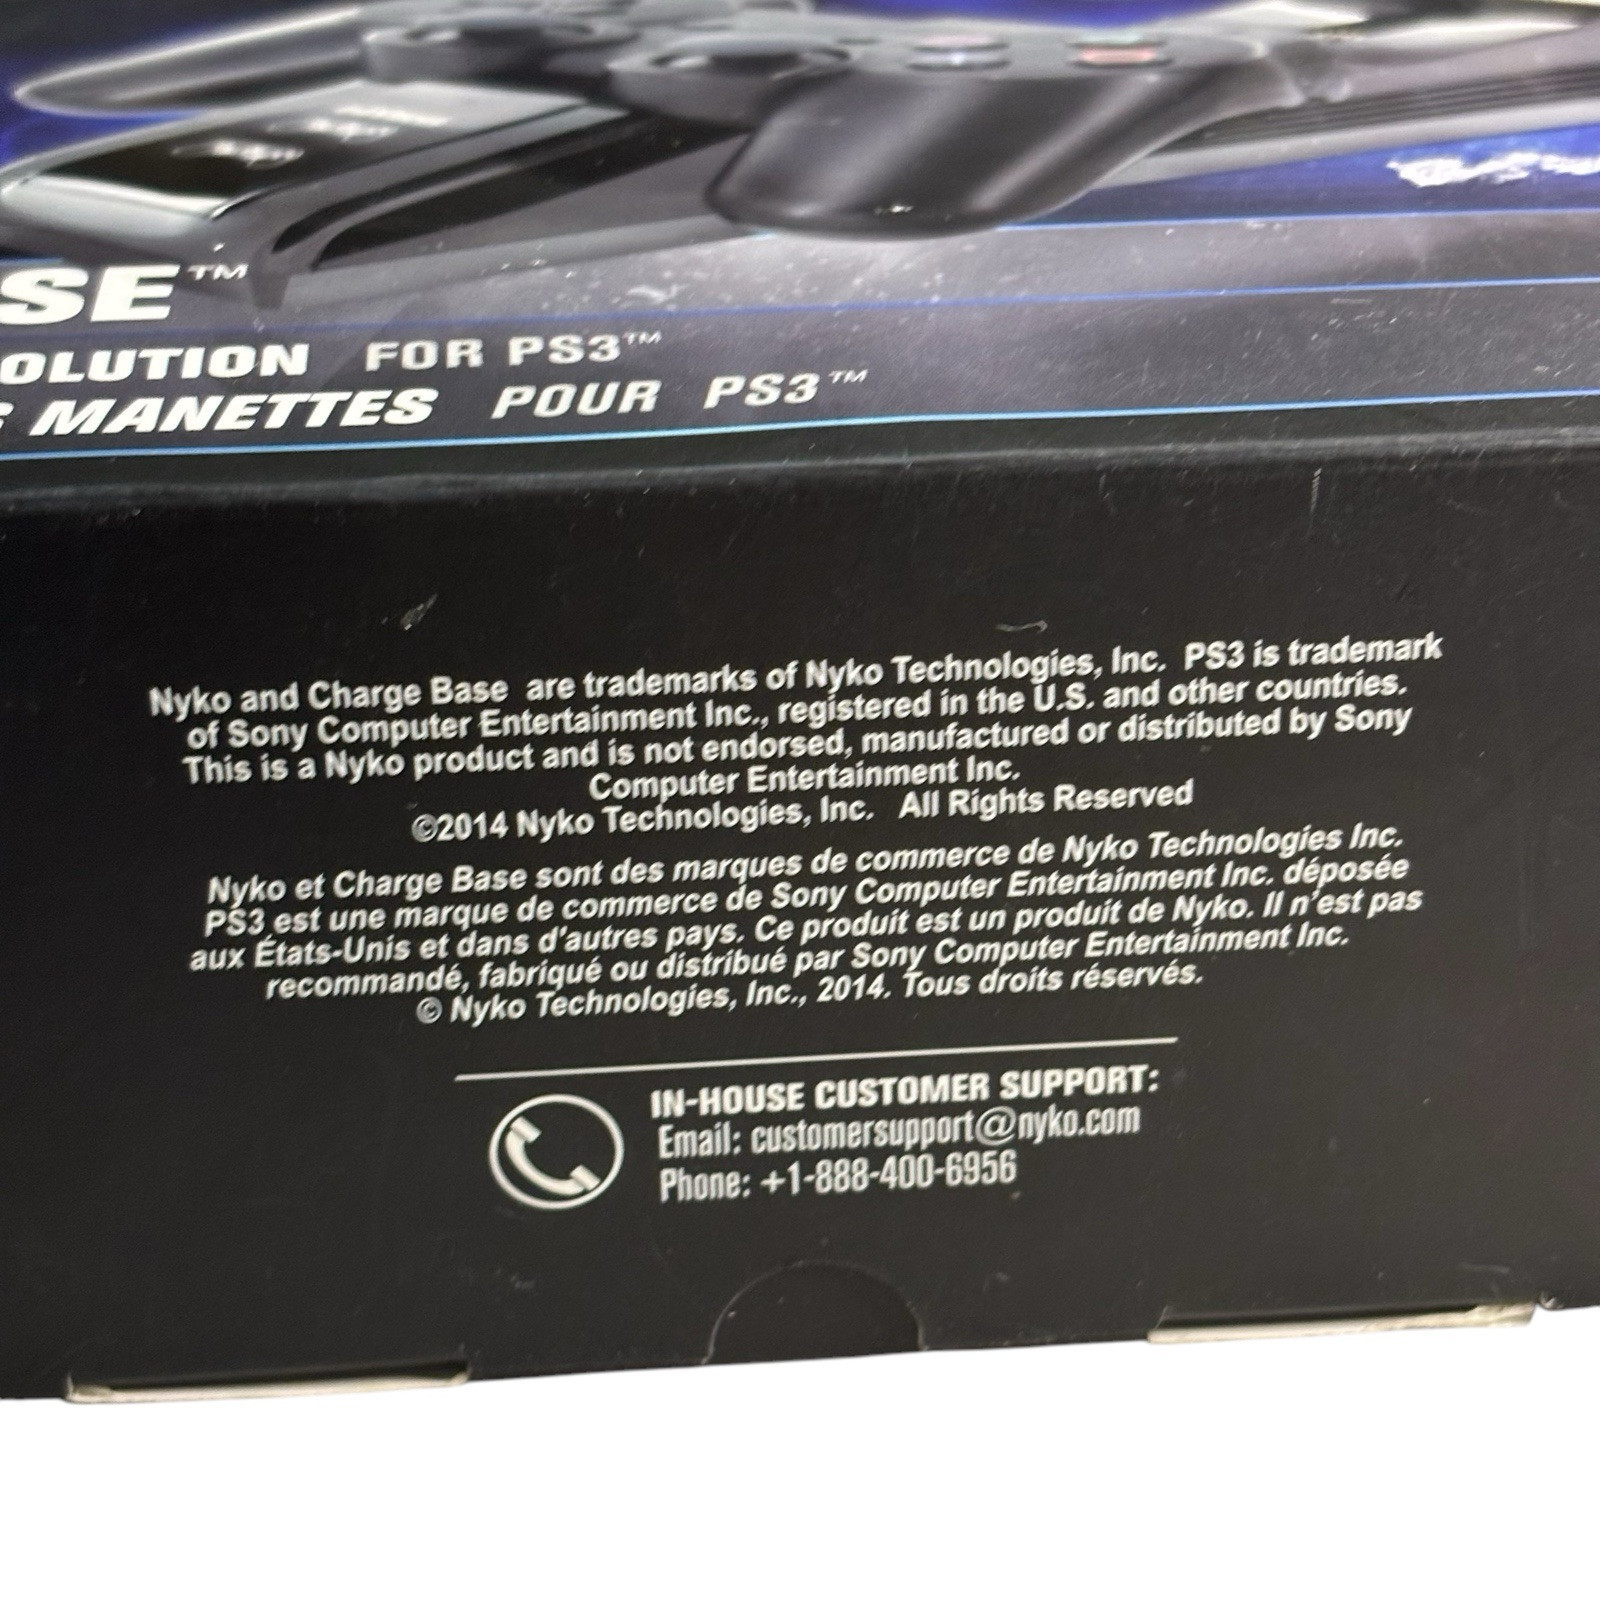 SE™
OLUTION FOR PS3™
MANETTES POUR PS3™
Nyko and Charge Base are trademarks of Nyko Technologies, Inc. PS3 is trademark
of Sony Computer Entertainment Inc., registered in the U.S. and other countries.
This is a Nyko product and is not endorsed, manufactured or distributed by Sony
Computer Entertainment Inc.
©2014 Nyko Technologies, Inc. All Rights Reserved
Nyko et Charge Base sont des marques de commerce de Nyko Technologies Inc.
PS3 est une marque de commerce de Sony Computer Entertainment Inc. déposée
aux États-Unis et dans d'autres pays. Ce produit est un produit de Nyko. Il n'est pas
recommandé, fabriqué ou distribué par Sony Computer Entertainment Inc.
© Nyko Technologies, Inc., 2014. Tous droits réservés.
IN-HOUSE CUSTOMER SUPPORT:
Email: customersupport@nyko.com
Phone: +1-888-400-6956